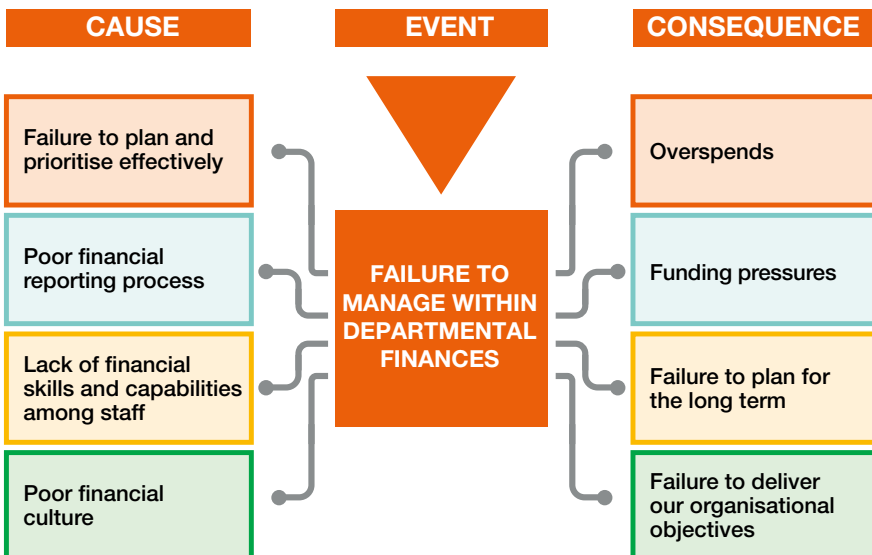 CAUSE
EVENT
CONSEQUENCE
Failure to plan and
prioritise effectively
Poor financial
reporting process
Lack of financial
skills and capabilities
among staff
Poor financial
culture
FAILURE TO
MANAGE WITHIN
DEPARTMENTAL
FINANCES
Overspends
Funding pressures
Failure to plan for
the long term
Failure to deliver
our organisational
objectives